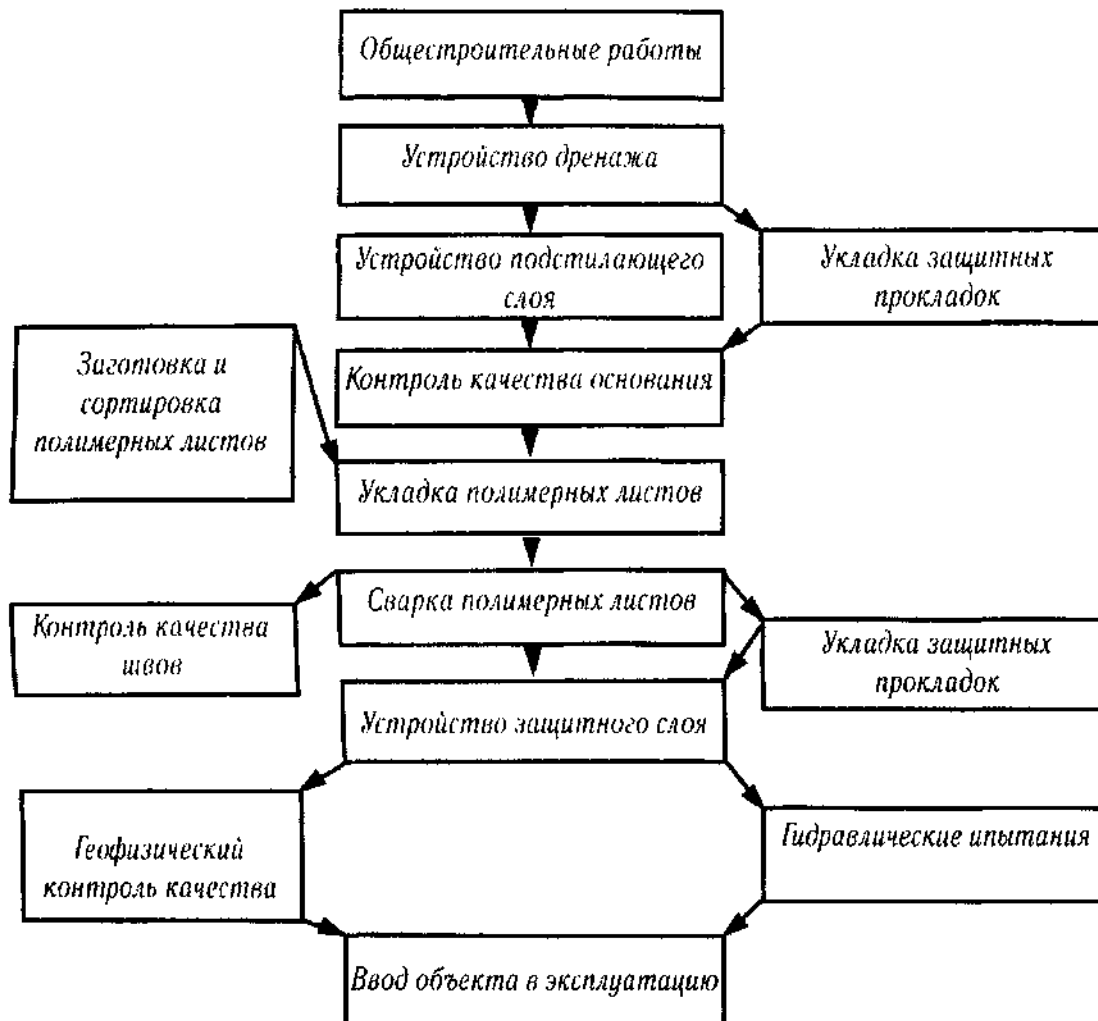 Общестроительные работы
Устройство дренажа
Устройство подстилающего
слоя
Укладка защитных
прокладок
Заготовка и
сортировка
полимерных листов
Контроль качества основания
Укладка полимерных листов
Сварка полимерных листов
Контроль качества
швов
Укладка защитных
прокладок
Устройство защитного слоя
Геофизический
контроль качества
Гидравлические ипытания
Ввод объекта в эксплуатацию